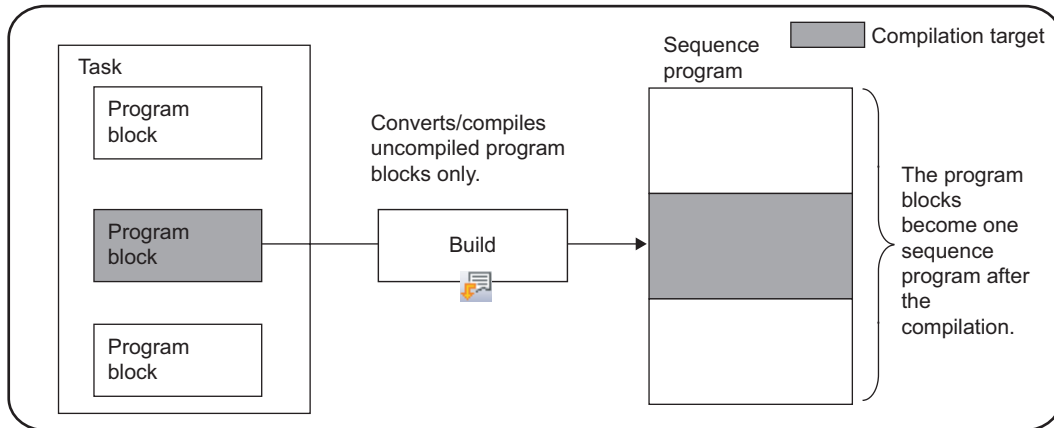 Task
Program
block
Program
block
Program
block
Converts/compiles
uncompiled program
blocks only.
Build
Sequence
program
Compilation target
The program
blocks
become one
sequence
program after
the
compilation.